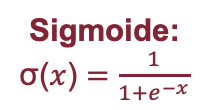 Sigmoide:
σ(x) = 1 / 1+e^−x